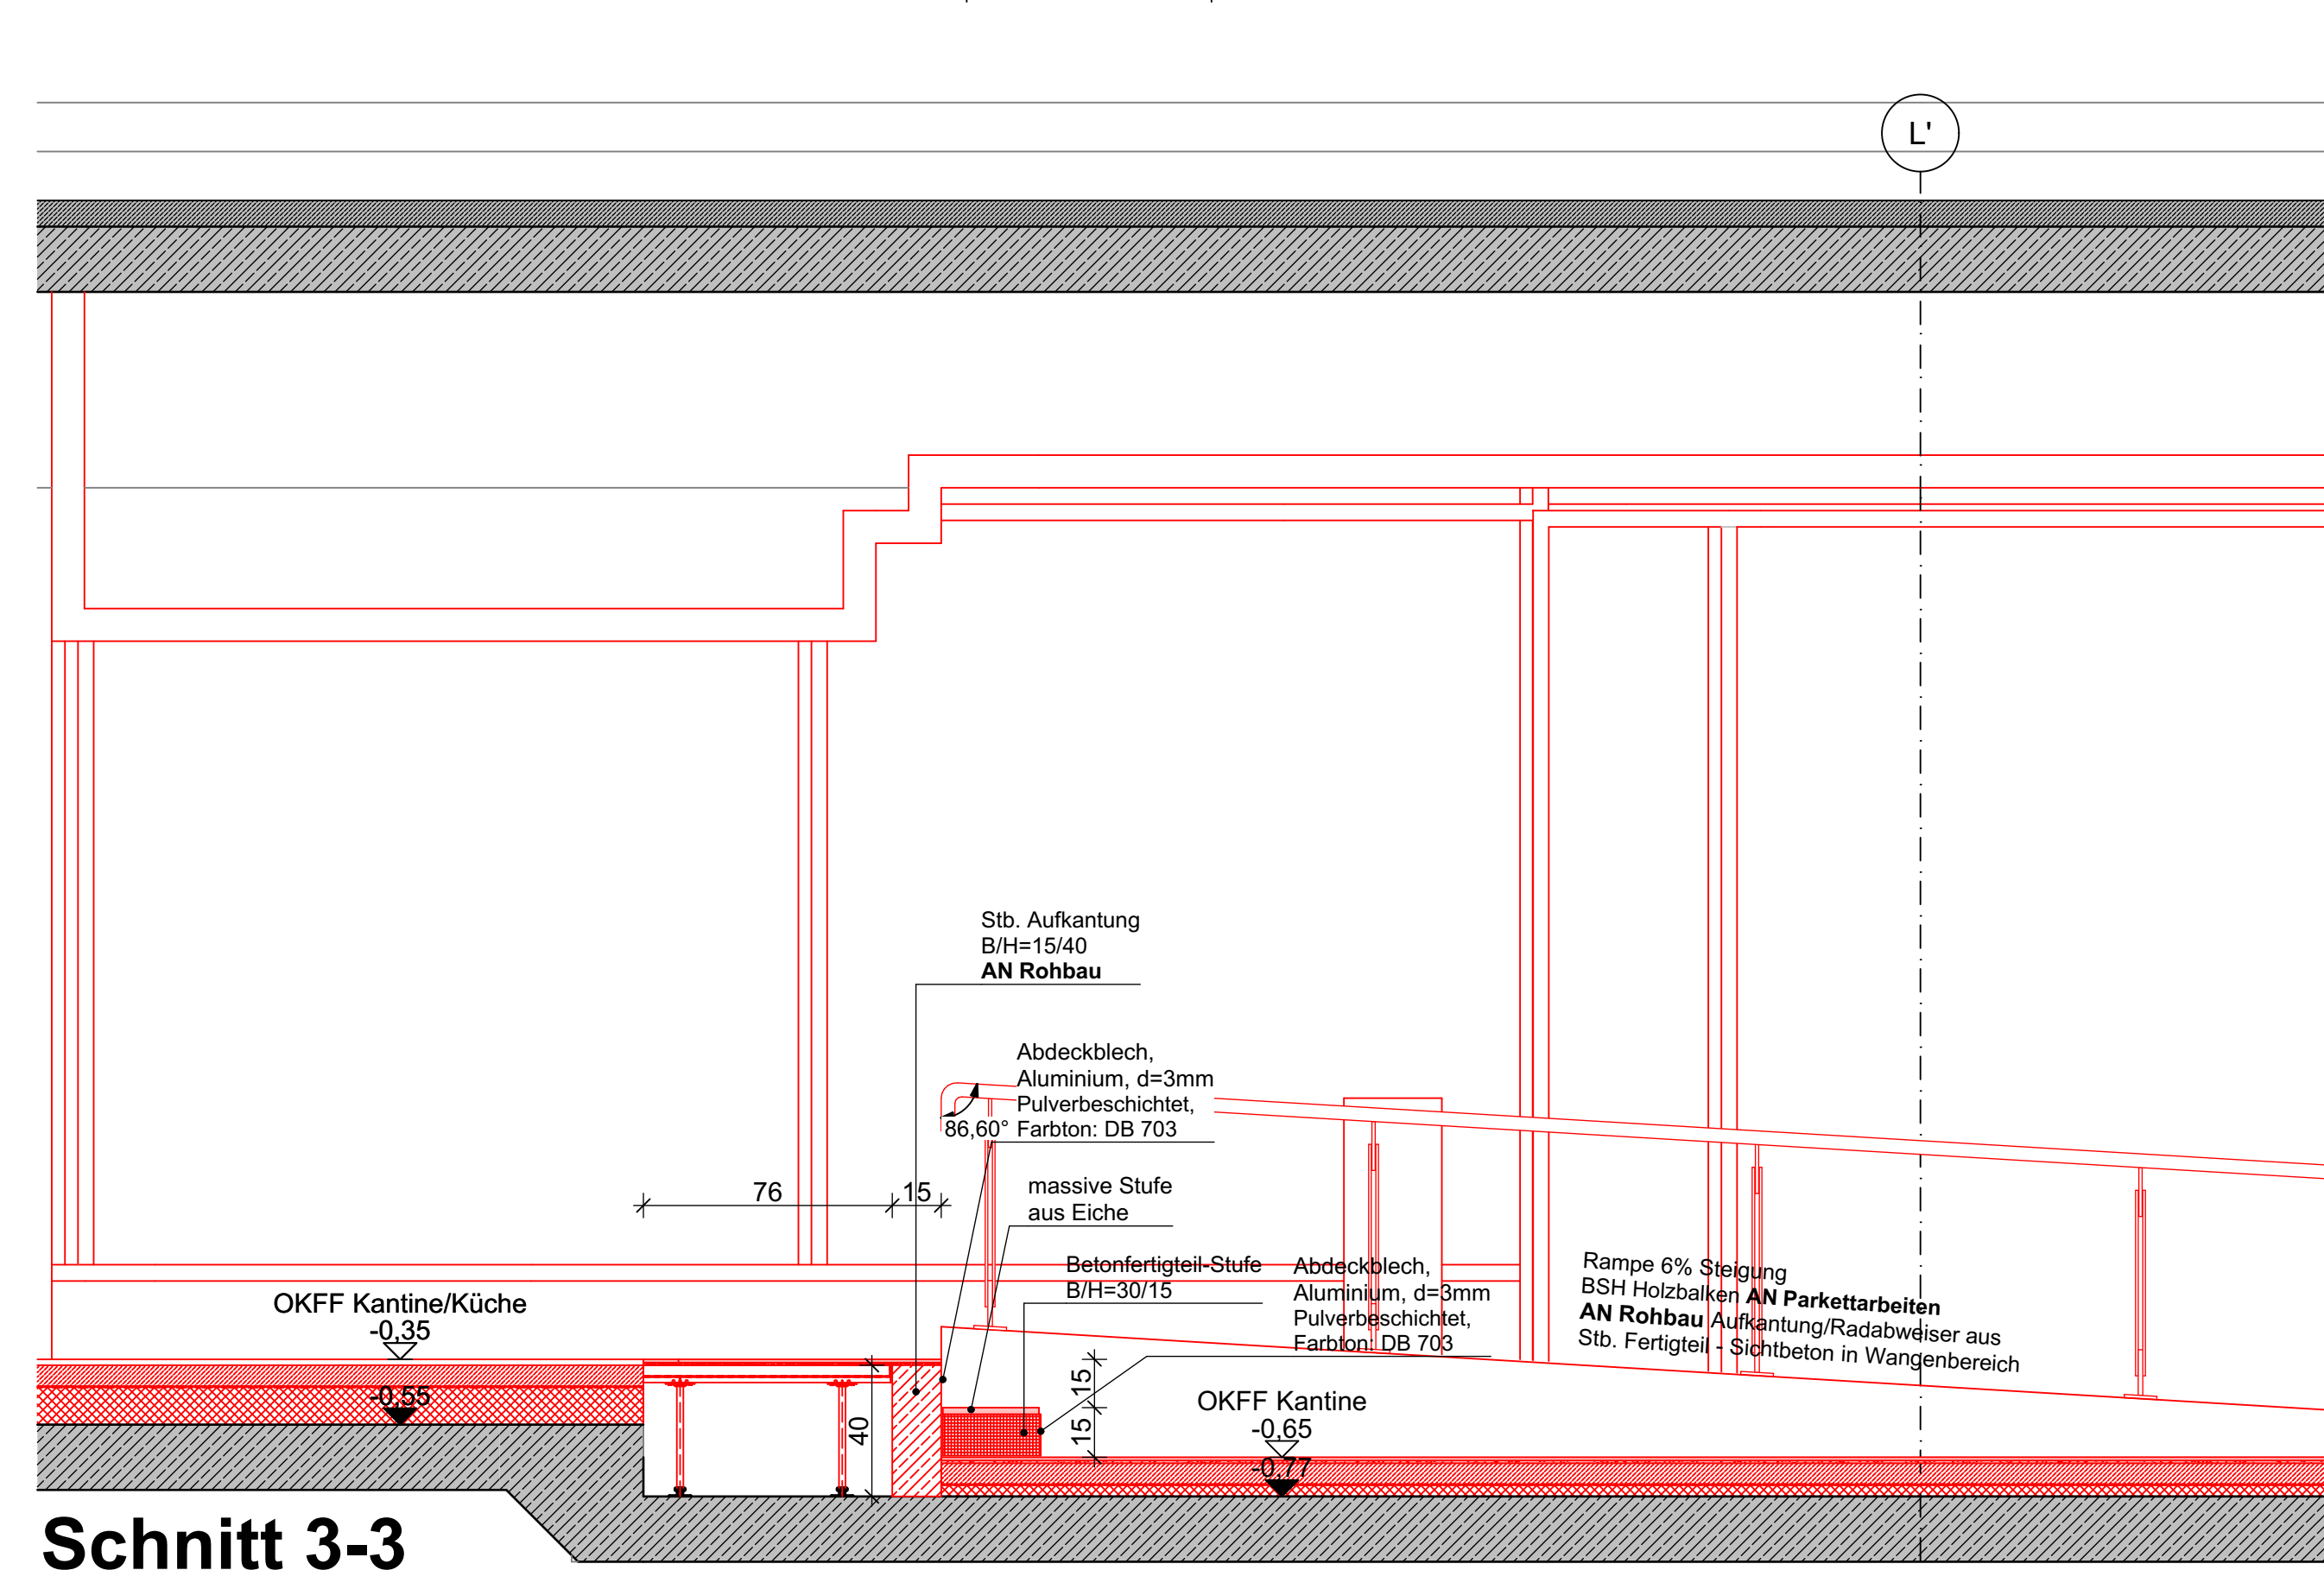 L'
Stb. Aufkantung
B/H=15/40
AN Rohbau
Abdeckblech,
Aluminium, d=3mm
Pulverbeschichtet,
Farbton: DB 703
86,60°
76
15
massive Stufe
aus Eiche
Betonfertigteil-Stufe
B/H=30/15
Abdeckblech,
Aluminium, d=3mm
Pulverbeschichtet,
Farbton: DB 703
Rampe 6% Steigung
BSH Holzbalken AN Parkettarbeiten
AN Rohbau Aufkantung/Radabweiser aus
Stb. Fertigteil - Sichtbeton in Wangenbereich
OKFF Kantine/Küche
-0,35
-0,55
40
15
15
OKFF Kantine
-0,65
-0,77
Schnitt 3-3